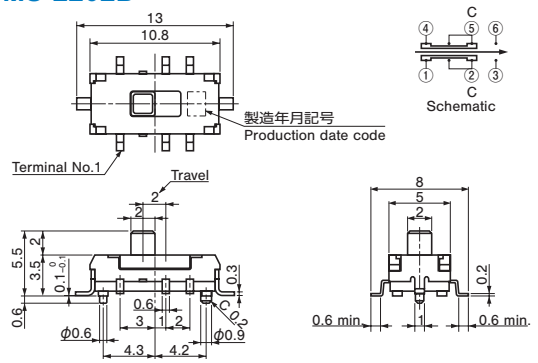 13
10.8
C
④ ⑤ ⑥
① ② ③
C
Schematic
製造年月記号
Production date code
Terminal No.1
Travel
2
2
2
5.5
3.5
0.1 0 -0.1
0.6
0.3
0.6
C 0.2
φ0.6
3 1 2
φ0.9
4.3 4.2
8
5
2
0.2
0.6 min. 1 0.6 min.